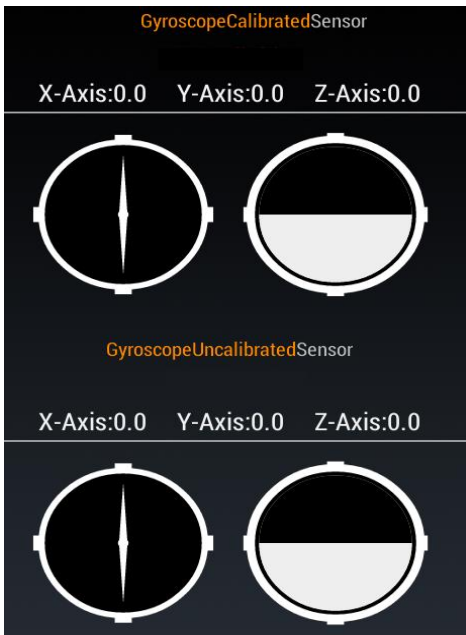 GyroscopeCalibratedSensor
X-Axis:0.0 Y-Axis:0.0 Z-Axis:0.0
GyroscopeUncalibratedSensor
X-Axis:0.0 Y-Axis:0.0 Z-Axis:0.0